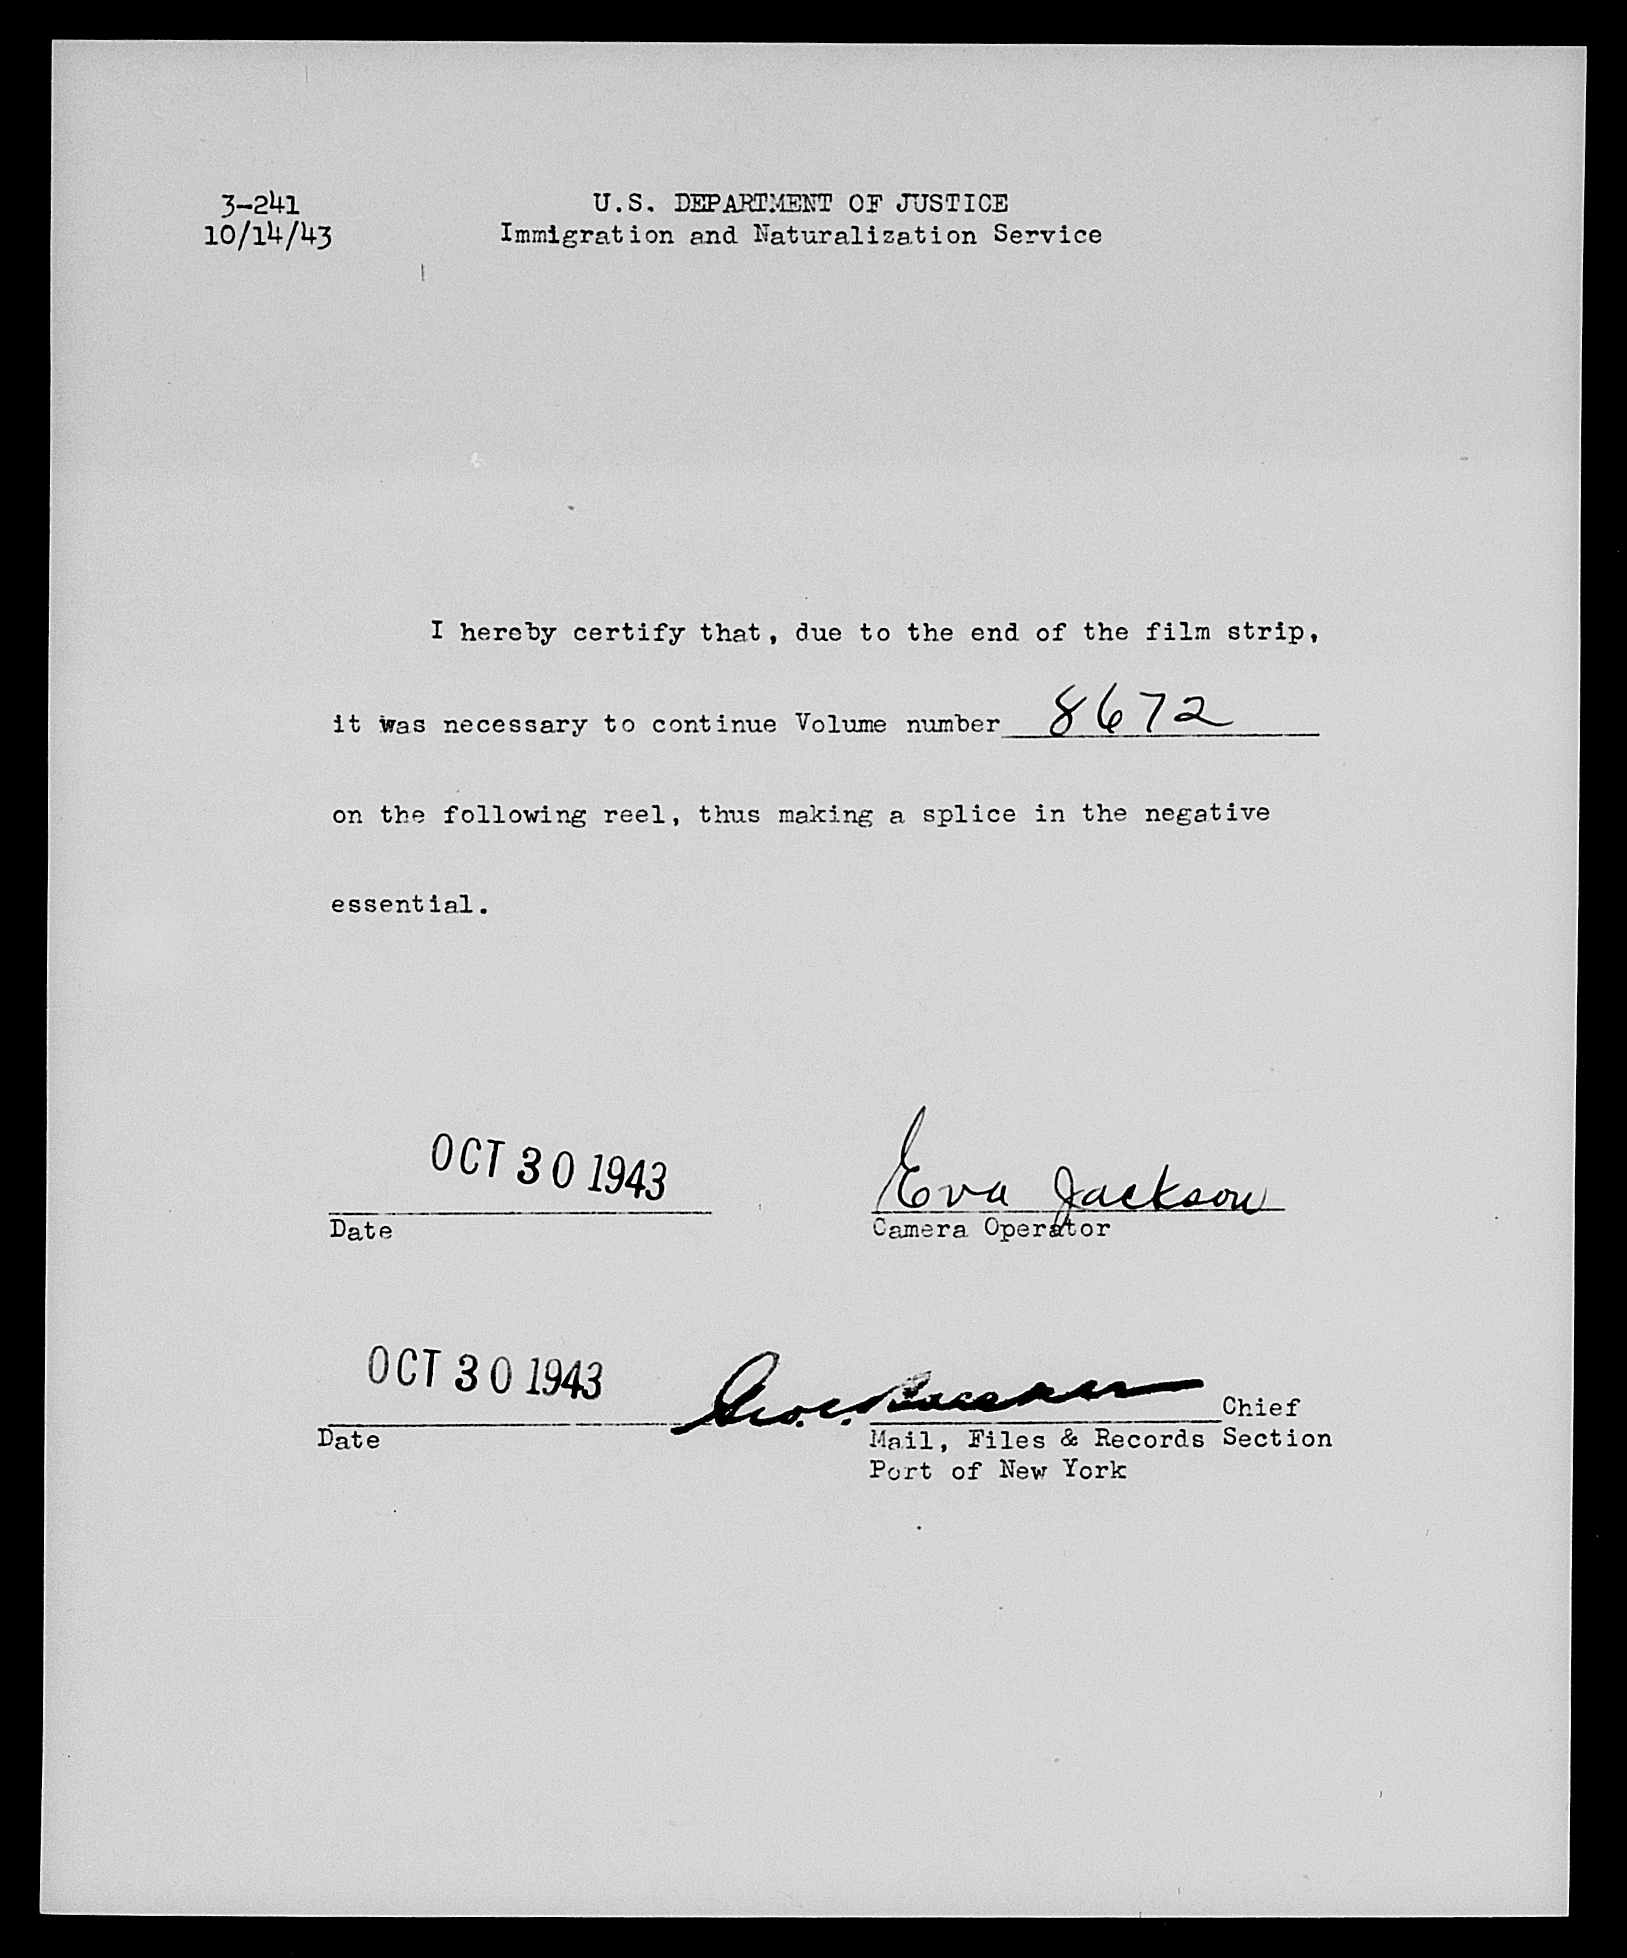 3-241
10/14/43
U.S. DEPARTMENT OF JUSTICE
Immigration and Naturalization Service
I hereby certify that, due to the end of the film strip,
it was necessary to continue Volume number 8672
on the following reel, thus making a splice in the negative
essential.
OCT 30 1943
Date
Eva Jackson
Camera Operator
OCT 30 1943
Date
Geo. C. Chief
Mail, Files & Records Section
Port of New York